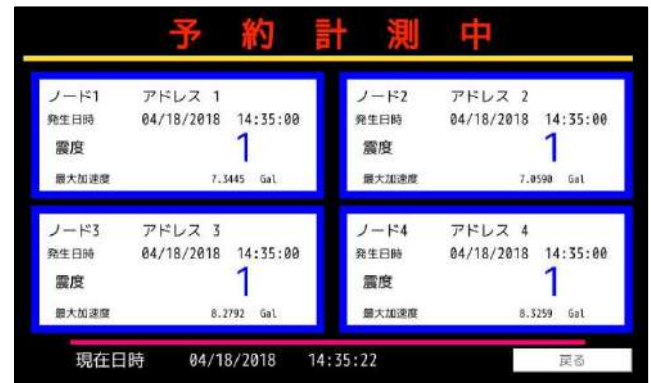 予約計測中
ノード1 アドレス 1
発生日時 04/18/2018 14:35:00
震度 1
最大加速度 7.3445 Gal
ノード2 アドレス 2
発生日時 04/18/2018 14:35:00
震度 1
最大加速度 7.0590 Gal
ノード3 アドレス 3
発生日時 04/18/2018 14:35:00
震度 1
最大加速度 8.2792 Gal
ノード4 アドレス 4
発生日時 04/18/2018 14:35:00
震度 1
最大加速度 8.3259 Gal
現在日時 04/18/2018 14:35:22
戻る